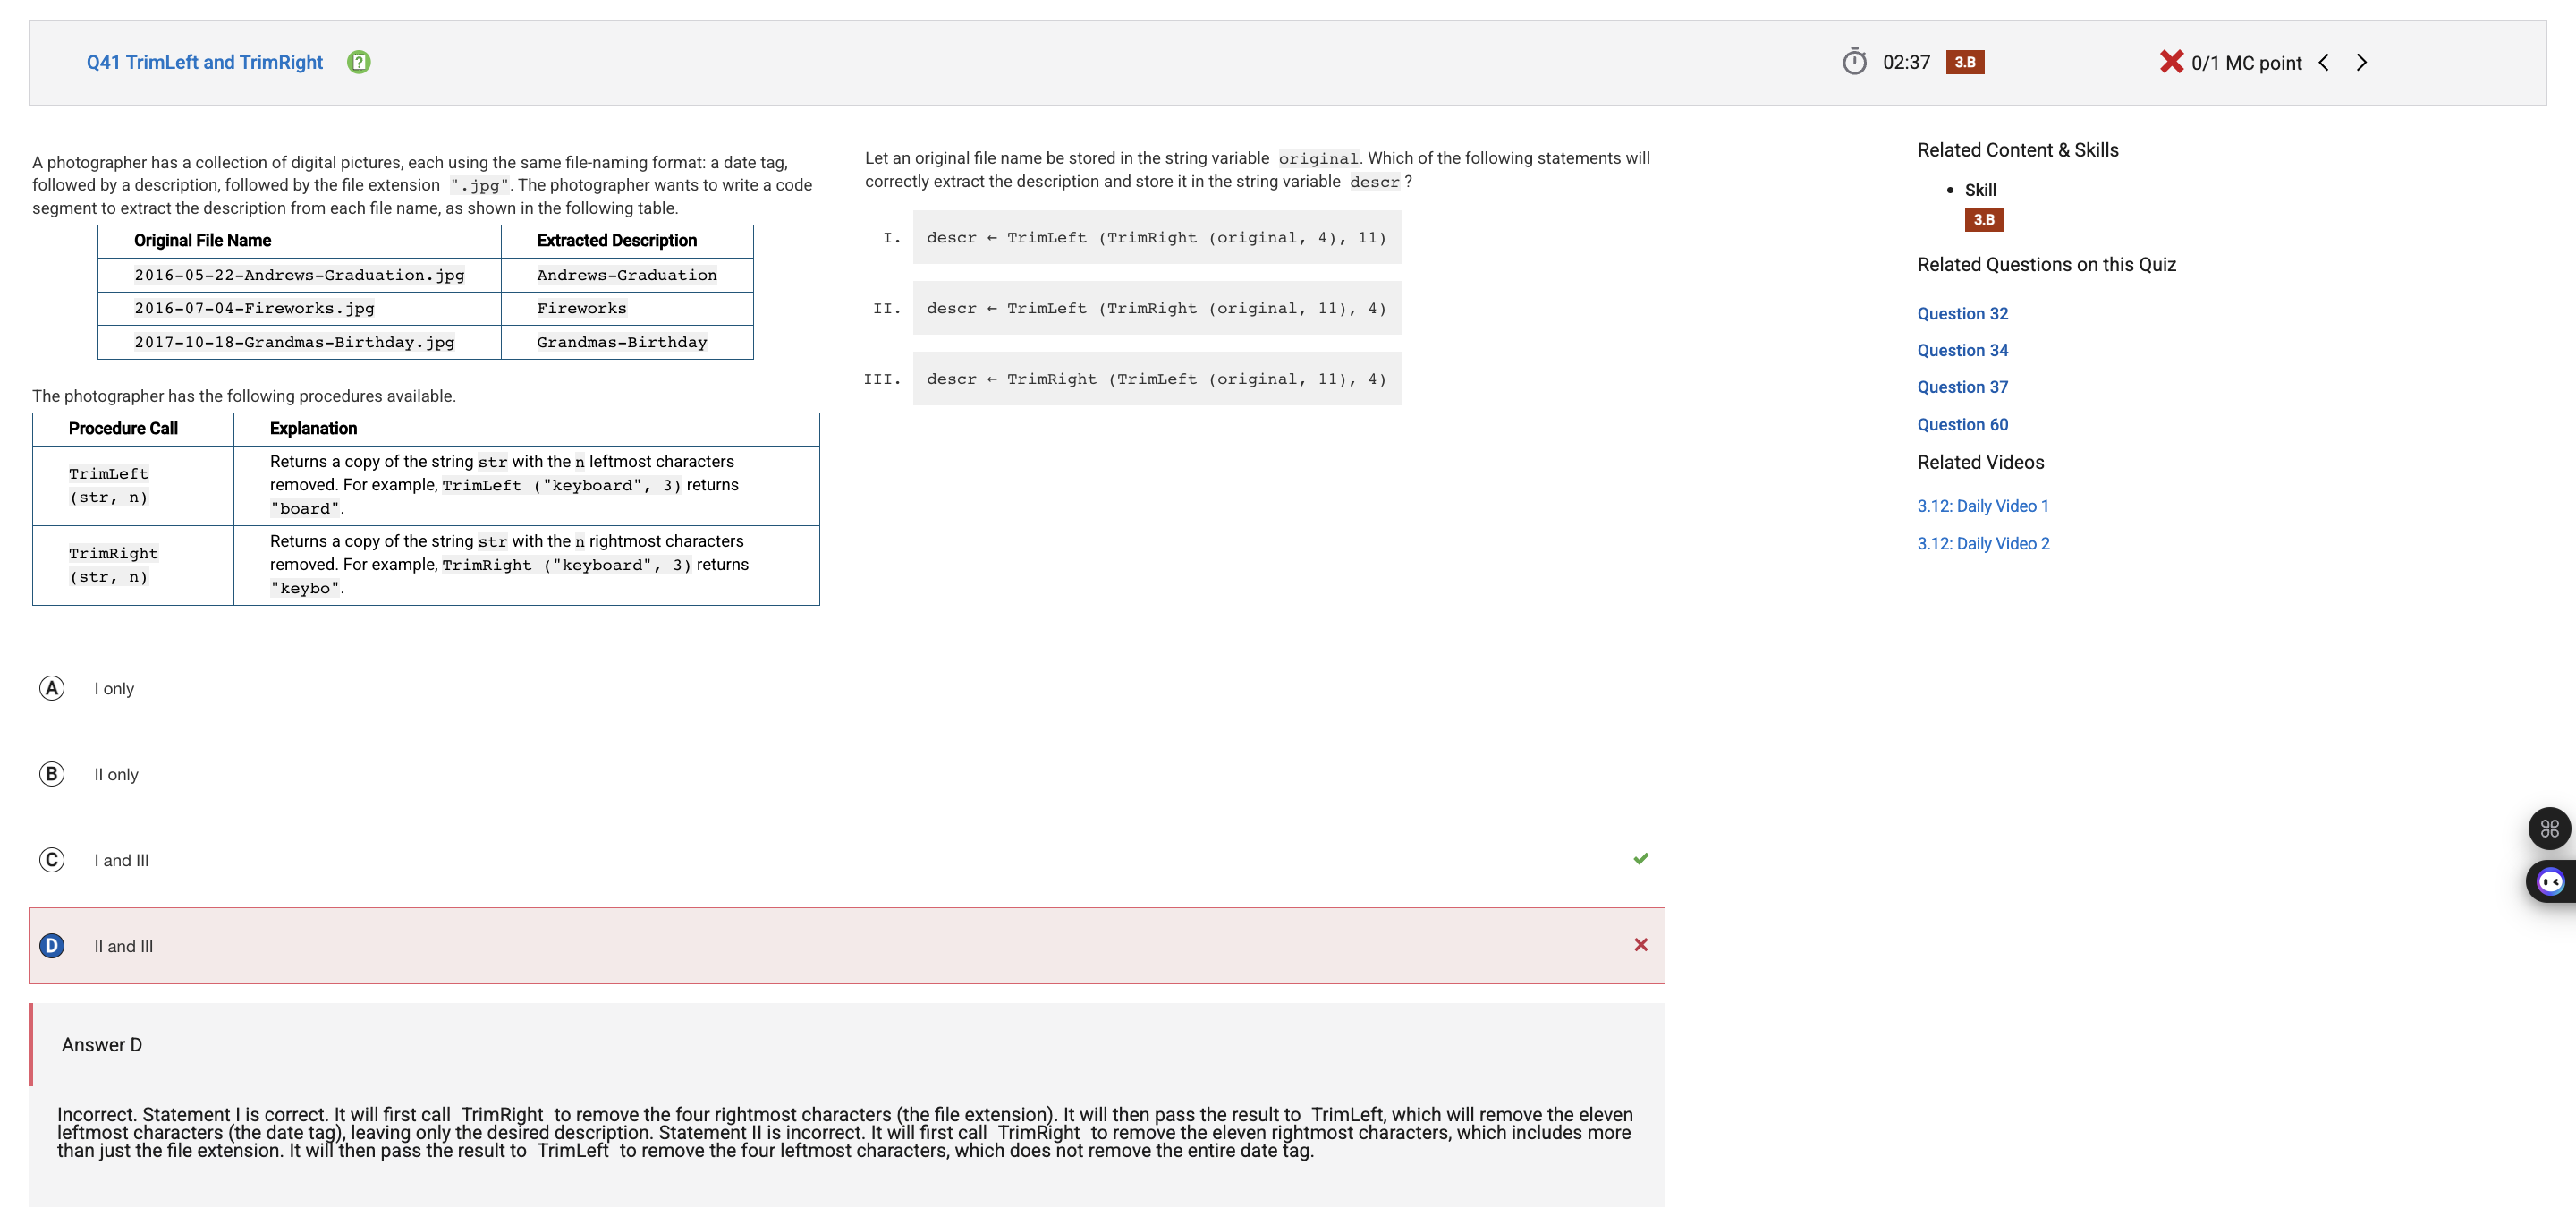 Q41 TrimLeft and TrimRight
02:37 3.B
0/1 MC point
A photographer has a collection of digital pictures, each using the same file-naming format: a date tag,
followed by a description, followed by the file extension ".jpg". The photographer wants to write a code
segment to extract the description from each file name, as shown in the following table.
Original File Name Extracted Description
2016-05-22-Andrews-Graduation.jpg Andrews-Graduation
2016-07-04-Fireworks.jpg Fireworks
2017-10-18-Grandmas-Birthday.jpg Grandmas-Birthday
The photographer has the following procedures available.
Procedure Call Explanation
TrimLeft
(str, n)
Returns a copy of the string str with the n leftmost characters
removed. For example, TrimLeft ("keyboard", 3) returns
"board".
TrimRight
(str, n)
Returns a copy of the string str with the n rightmost characters
removed. For example, TrimRight ("keyboard", 3) returns
"keybo".
Let an original file name be stored in the string variable original. Which of the following statements will
correctly extract the description and store it in the string variable descr ?
I. descr ← TrimLeft (TrimRight (original, 4), 11)
II. descr ← TrimLeft (TrimRight (original, 11), 4)
III. descr ← TrimRight (TrimLeft (original, 11), 4)
Related Content & Skills
• Skill
3.B
Related Questions on this Quiz
Question 32
Question 34
Question 37
Question 60
Related Videos
3.12: Daily Video 1
3.12: Daily Video 2
A I only
B II only
C I and III
D II and III
Answer D
Incorrect. Statement I is correct. It will first call TrimRight to remove the four rightmost characters (the file extension). It will then pass the result to TrimLeft, which will remove the eleven
leftmost characters (the date tag), leaving only the desired description. Statement II is incorrect. It will first call TrimRight to remove the eleven rightmost characters, which includes more
than just the file extension. It will then pass the result to TrimLeft to remove the four leftmost characters, which does not remove the entire date tag.